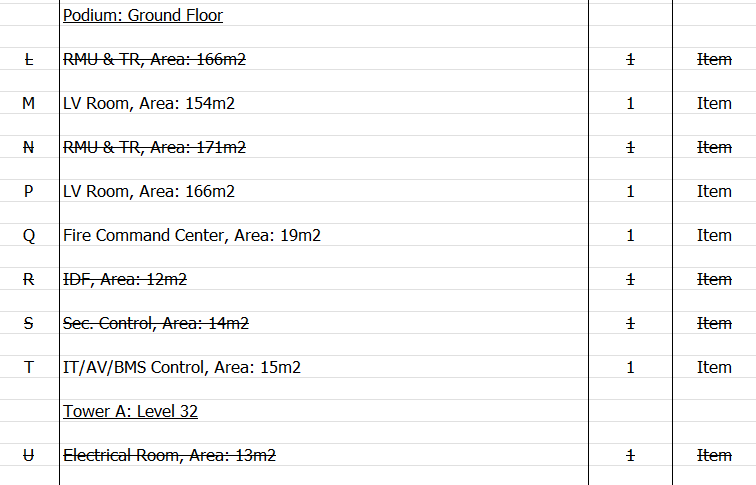 Podium: Ground Floor
L RMU & TR, Area: 166m2 1 Item
M LV Room, Area: 154m2 1 Item
N RMU & TR, Area: 171m2 1 Item
P LV Room, Area: 166m2 1 Item
Q Fire Command Center, Area: 19m2 1 Item
R IDF, Area: 12m2 1 Item
S Sec. Control, Area: 14m2 1 Item
T IT/AV/BMS Control, Area: 15m2 1 Item
Tower A: Level 32
U Electrical Room, Area: 13m2 1 Item